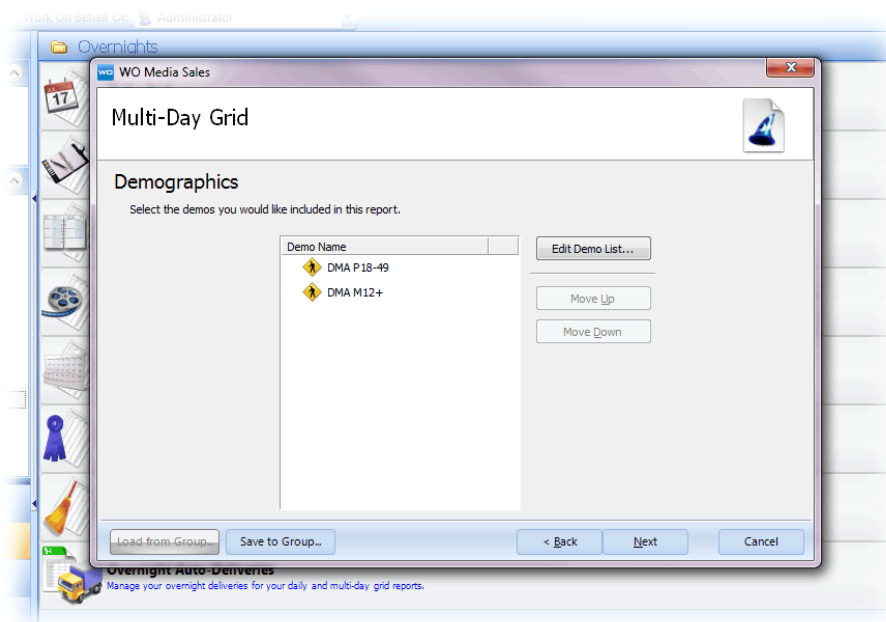 Work On Behalf Of: Administrator
Overnights
WO WO Media Sales
17
Multi-Day Grid
Demographics
Select the demos you would like included in this report.
Demo Name
Edit Demo List...
DMA P18-49
DMA M12+
Move Up
Move Down
Load from Group...
Save to Group...
< Back
Next
Cancel
Overnight Auto-Deliveries
Manage your overnight deliveries for your daily and multi-day grid reports.